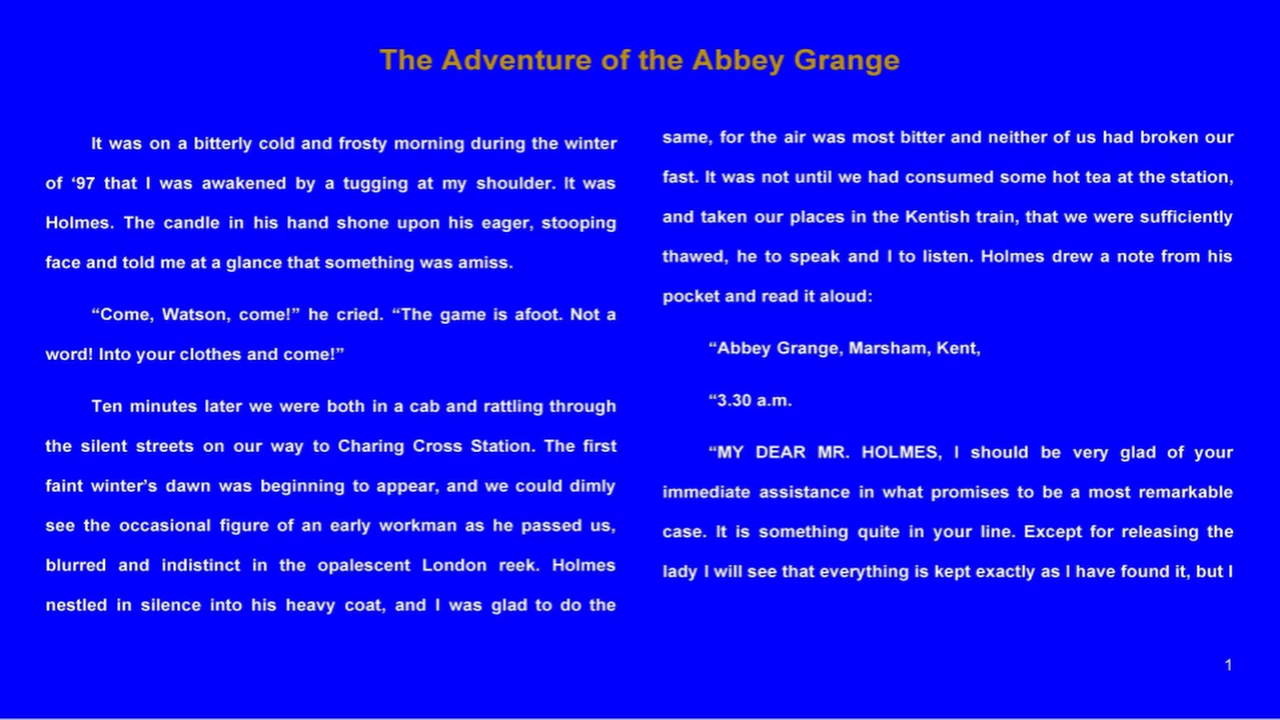 The Adventure of the Abbey Grange
It was on a bitterly cold and frosty morning during the winter
of ‘97 that I was awakened by a tugging at my shoulder. It was
Holmes. The candle in his hand shone upon his eager, stooping
face and told me at a glance that something was amiss.
“Come, Watson, come!” he cried. “The game is afoot. Not a
word! Into your clothes and come!”
Ten minutes later we were both in a cab and rattling through
the silent streets on our way to Charing Cross Station. The first
faint winter’s dawn was beginning to appear, and we could dimly
see the occasional figure of an early workman as he passed us,
blurred and indistinct in the opalescent London reek. Holmes
nestled in silence into his heavy coat, and I was glad to do the
same, for the air was most bitter and neither of us had broken our
fast. It was not until we had consumed some hot tea at the station,
and taken our places in the Kentish train, that we were sufficiently
thawed, he to speak and I to listen. Holmes drew a note from his
pocket and read it aloud:
“Abbey Grange, Marsham, Kent,
“3.30 a.m.
“MY DEAR MR. HOLMES, I should be very glad of your
immediate assistance in what promises to be a most remarkable
case. It is something quite in your line. Except for releasing the
lady I will see that everything is kept exactly as I have found it, but I
1